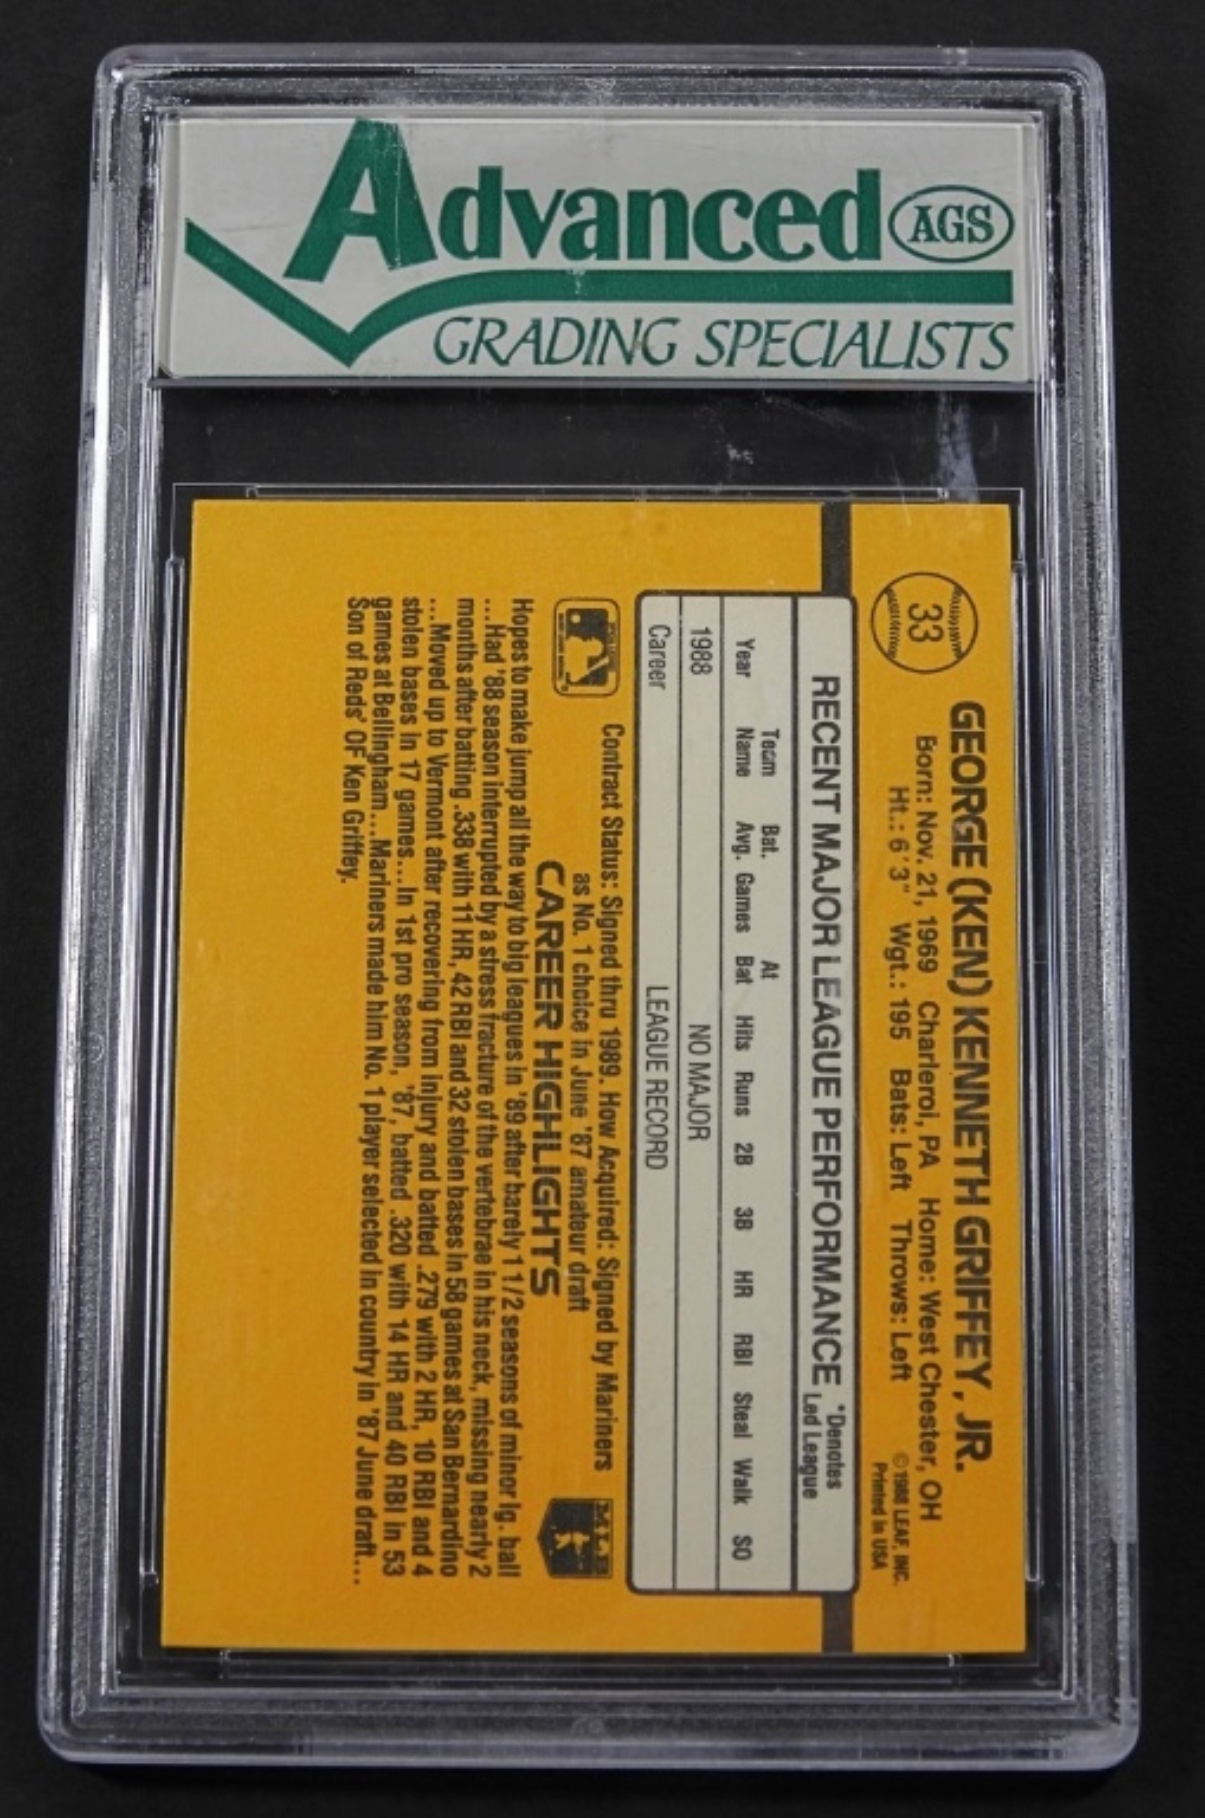 Advanced AGS
GRADING SPECIALISTS
33
GEORGE (KEN) KENNETH GRIFFEY, JR.
Born: Nov. 21, 1969 Charleroi, PA Home: West Chester, OH
Ht.: 6'3" Wgt.: 195 Bats: Left Throws: Left
©1988 LEAF, INC.
Printed in USA
RECENT MAJOR LEAGUE PERFORMANCE
*Denotes
Led League
Team Bat. At
Year Name Avg. Games Bat Hits Runs 2B 3B HR RBI Steal Walk SO
1988 NO MAJOR
Career LEAGUE RECORD
Contract Status: Signed thru 1989. How Acquired: Signed by Mariners
as No. 1 choice in June '87 amateur draft
CAREER HIGHLIGHTS
MLB
Hopes to make jump all the way to big leagues in '89 after barely 1 1/2 seasons of minor lg. ball
...Had '88 season interrupted by a stress fracture of the vertebrae in his neck, missing nearly 2
months after batting .338 with 11 HR, 42 RBI and 32 stolen bases in 58 games at San Bernardino
...Moved up to Vermont after recovering from injury and batted .279 with 2 HR, 10 RBI and 4
stolen bases in 17 games...In 1st pro season, '87, batted .320 with 14 HR and 40 RBI in 53
games at Bellingham...Mariners made him No. 1 player selected in country in '87 June draft...
Son of Reds' OF Ken Griffey.